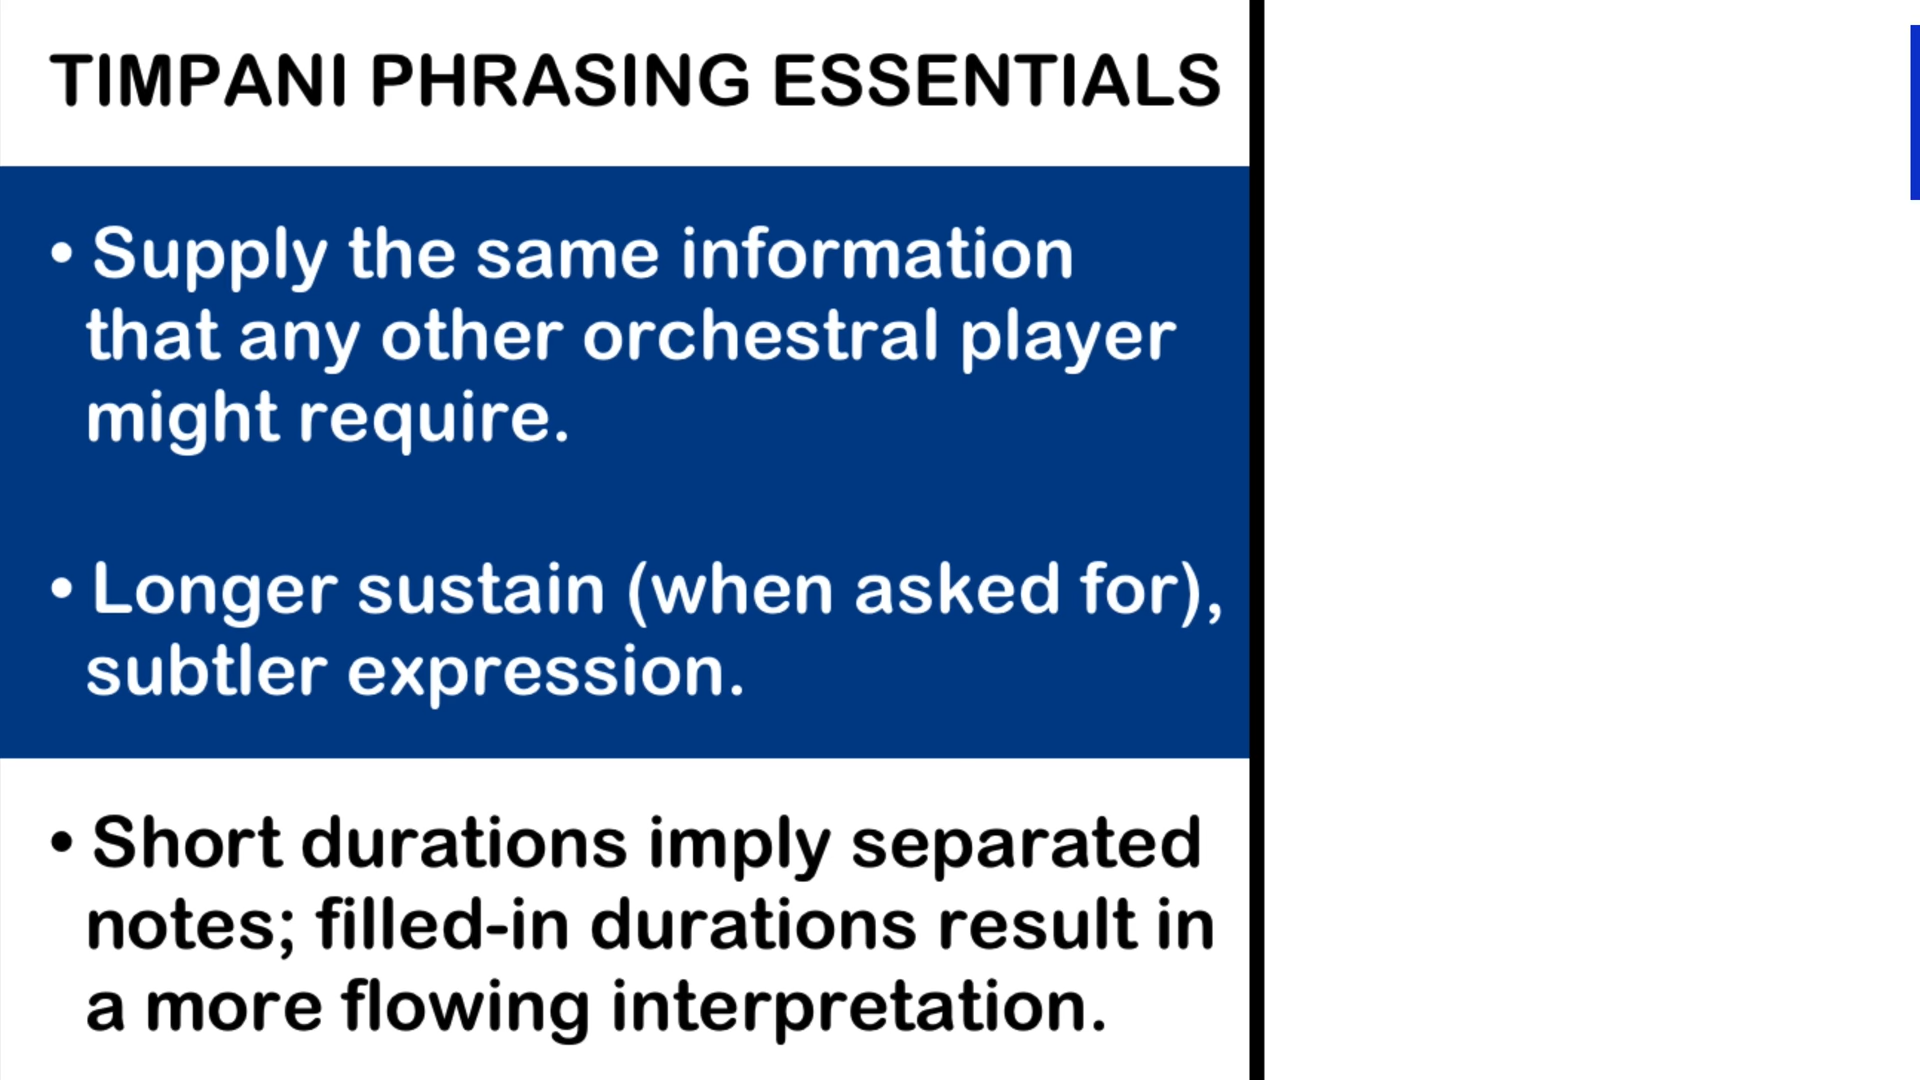 TIMPANI PHRASING ESSENTIALS
• Supply the same information
that any other orchestral player
might require.
• Longer sustain (when asked for),
subtler expression.
• Short durations imply separated
notes; filled-in durations result in
a more flowing interpretation.